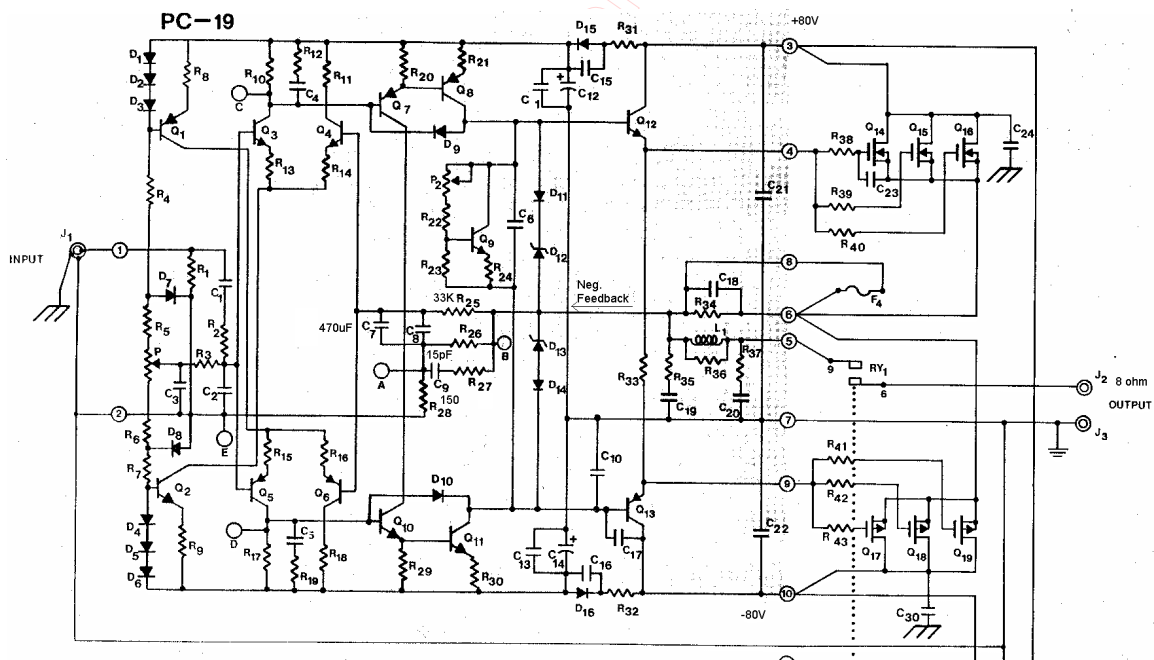 PC-19
+80V
D15 R31
3
D1
D2
D3
R8
R10
R12
R11
R20
R21
C4
C
Q7
Q8
C1
C12
C15
Q1
Q3
Q4
D9
Q12
Q14
Q15
Q16
C24
R38
4
R13
R14
R4
P2
R22
Q9
R23
R24
C6
D11
D12
C21
C23
R39
R40
J1
1
INPUT
R1
C1
D7
8
C18
F4
Neg.
Feedback
33K R25
R34
6
470uF
C7
C8
R26
B
R5
R2
L1
5
P
R3
A
15pF
C9
R27
D13
D14
R33
R35
R36
R37
9
RY1
6
J2 8 ohm
OUTPUT
C3
C2
150
R28
C19
C20
2
7
J3
R6
D8
E
R7
R15
R16
C10
R41
R42
R43
9
Q2
Q5
Q6
D10
Q10
Q11
Q13
C22
Q17
Q18
Q19
D4
D5
D6
R9
D
C5
R17
R19
R18
R29
R30
C13
C14
C16
C17
D16
R32
-80V
10
C30